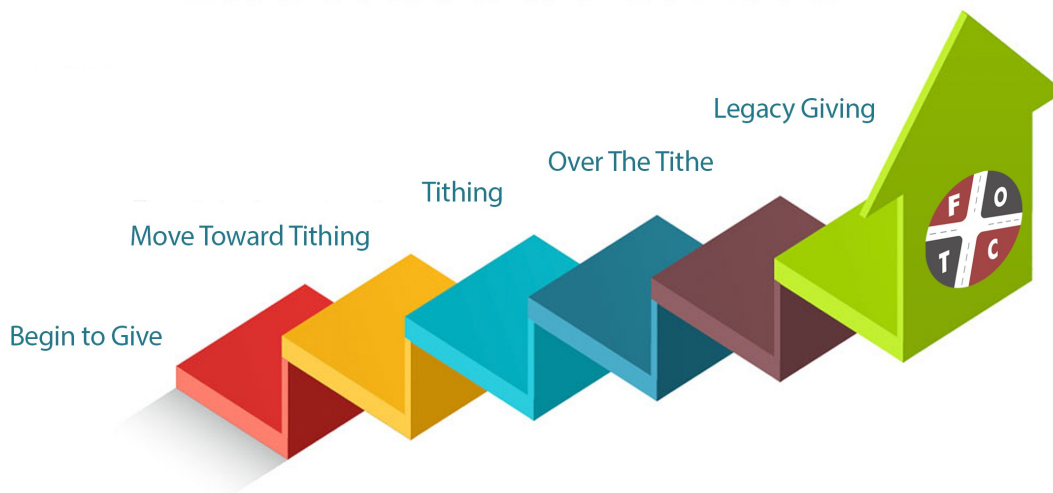 Begin to Give
Move Toward Tithing
Tithing
Over The Tithe
Legacy Giving
F O
T C